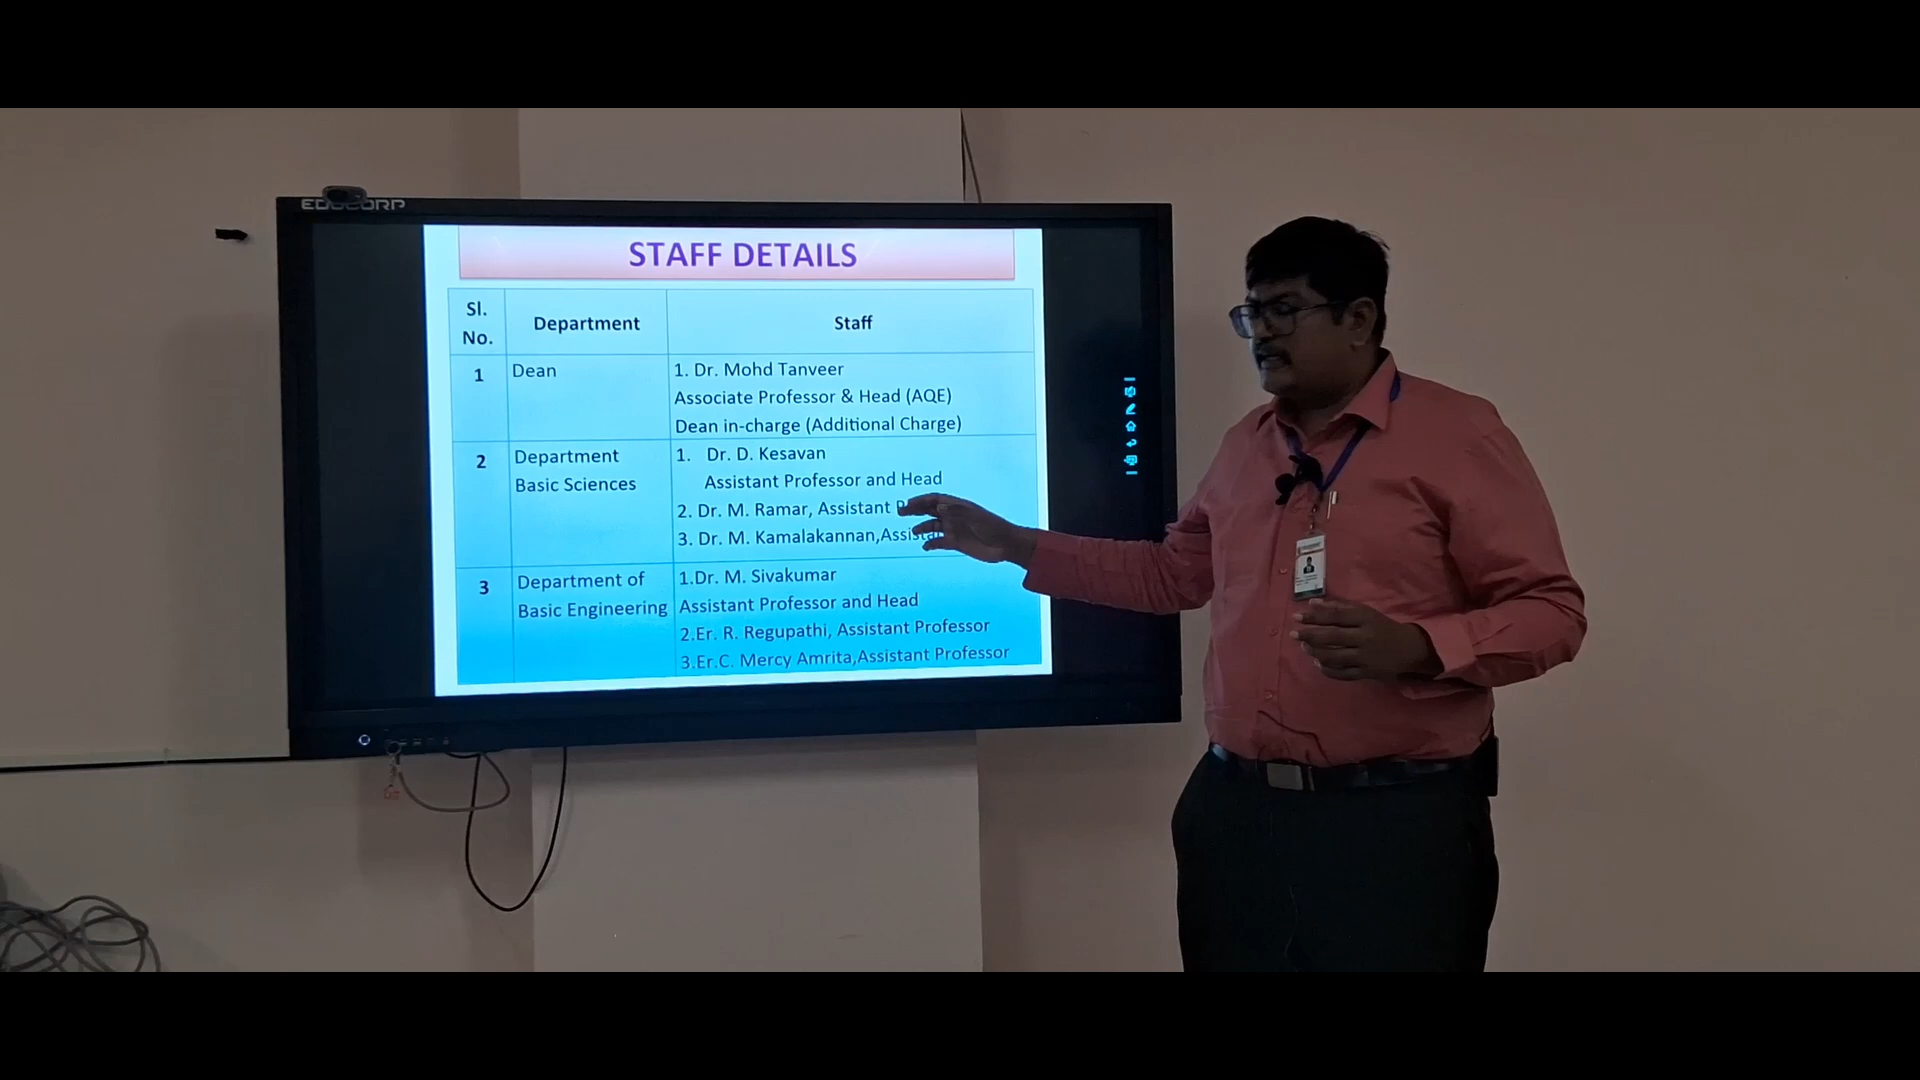 EDUCORP
STAFF DETAILS
Sl. No.
Department
Staff
1
Dean
1. Dr. Mohd Tanveer
Associate Professor & Head (AQE)
Dean in-charge (Additional Charge)
2
Department
Basic Sciences
1. Dr. D. Kesavan
Assistant Professor and Head
2. Dr. M. Ramar, Assistant
3. Dr. M. Kamalakannan,
3
Department of
Basic Engineering
1.Dr. M. Sivakumar
Assistant Professor and Head
2.Er. R. Regupathi, Assistant Professor
3.Er.C. Mercy Amrita,Assistant Professor